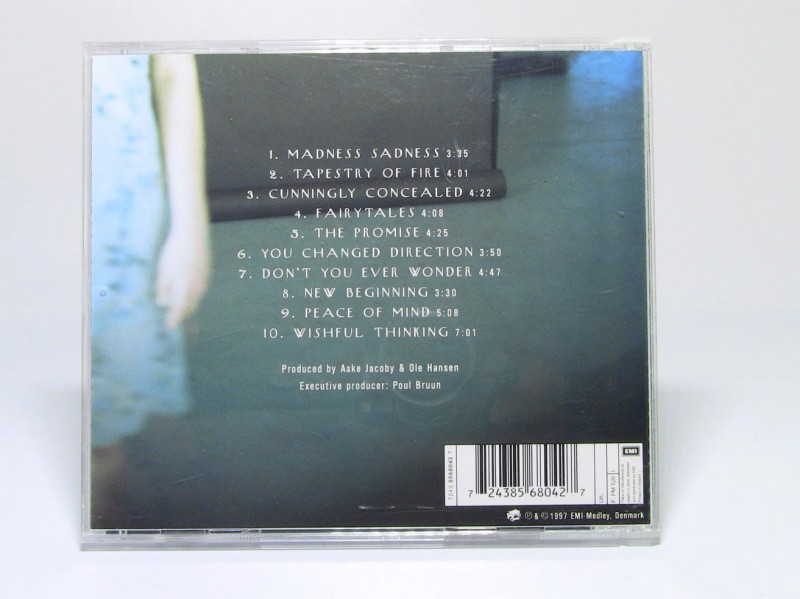 1. MADNESS SADNESS 3:35
2. TAPESTRY OF FIRE 4:01
3. CUNNINGLY CONCEALED 4:22
4. FAIRYTALES 4:08
5. THE PROMISE 4:25
6. YOU CHANGED DIRECTION 3:50
7. DON'T YOU EVER WONDER 4:47
8. NEW BEGINNING 3:30
9. PEACE OF MIND 5:08
10. WISHFUL THINKING 7:01
Produced by Aske Jacoby & Ole Hansen
Executive producer: Poul Bruun
7243 8568042 7
7 24385 68042 7
EMI
℗ & © 1997 EMI-Medley, Denmark